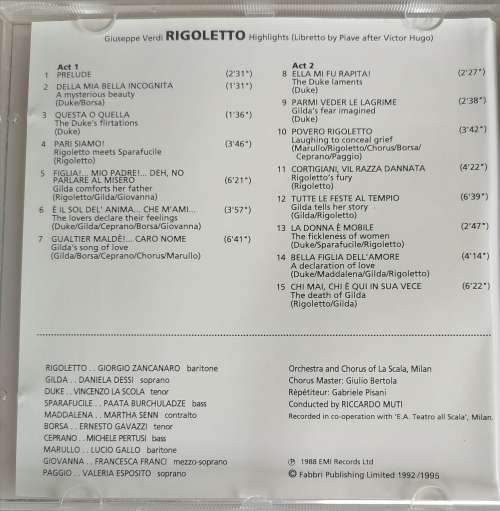 Giuseppe Verdi RIGOLETTO Highlights (Libretto by Piave after Victor Hugo)
Act 1
1 PRELUDE (2'31")
2 DELLA MIA BELLA INCOGNITA (1'31")
A mysterious beauty
(Duke/Borsa)
3 QUESTA O QUELLA (1'36")
The Duke's flirtations
(Duke)
4 PARI SIAMO! (3'46")
Rigoletto meets Sparafucile
(Rigoletto)
5 FIGLIA!... MIO PADRE!... DEH, NO
PARLARE AL MISERO (6'21")
Gilda comforts her father
(Rigoletto/Gilda/Giovanna)
6 È IL SOL DEL' ANIMA... CHE M'AMI... (3'57")
The lovers declare their feelings
(Duke/Gilda/Ceprano/Borsa/Giovanna)
7 GUALTIER MALDÈ!... CARO NOME (6'41")
Gilda's song of love
(Gilda/Borsa/Ceprano/Chorus/Marullo)
Act 2
8 ELLA MI FU RAPITA! (2'27")
The Duke laments
(Duke)
9 PARMI VEDER LE LAGRIME (2'38")
Gilda's fear imagined
(Duke)
10 POVERO RIGOLETTO (3'42")
Laughing to conceal grief
(Marullo/Rigoletto/Chorus/Borsa/
Ceprano/Paggio)
11 CORTIGIANI, VIL RAZZA DANNATA (4'22")
Rigoletto's fury
(Rigoletto)
12 TUTTE LE FESTE AL TEMPIO (6'39")
Gilda tells her story
(Gilda/Rigoletto)
13 LA DONNA È MOBILE (2'47")
The fickleness of women
(Duke/Sparafucile/Rigoletto)
14 BELLA FIGLIA DELL'AMORE (4'14")
A declaration of love
(Duke/Maddalena/Gilda/Rigoletto)
15 CHI MAI, CHI È QUI IN SUA VECE (6'22")
The death of Gilda
(Rigoletto/Gilda)
RIGOLETTO . . GIORGIO ZANCANARO baritone
GILDA . . DANIELA DESSI soprano
DUKE . . VINCENZO LA SCOLA tenor
SPARAFUCILE . . PAATA BURCHULADZE bass
MADDALENA . . MARTHA SENN contralto
BORSA . . ERNESTO GAVAZZI tenor
CEPRANO . . MICHELE PERTUSI bass
MARULLO . . LUCIO GALLO baritone
GIOVANNA . . FRANCESCA FRANCI mezzo-soprano
PAGGIO . . VALERIA ESPOSITO soprano
Orchestra and Chorus of La Scala, Milan
Chorus Master: Giulio Bertola
Répétiteur: Gabriele Pisani
Conducted by RICCARDO MUTI
Recorded in co-operation with 'E.A. Teatro all Scala', Milan.
℗ 1988 EMI Records Ltd
© Fabbri Publishing Limited 1992/1995